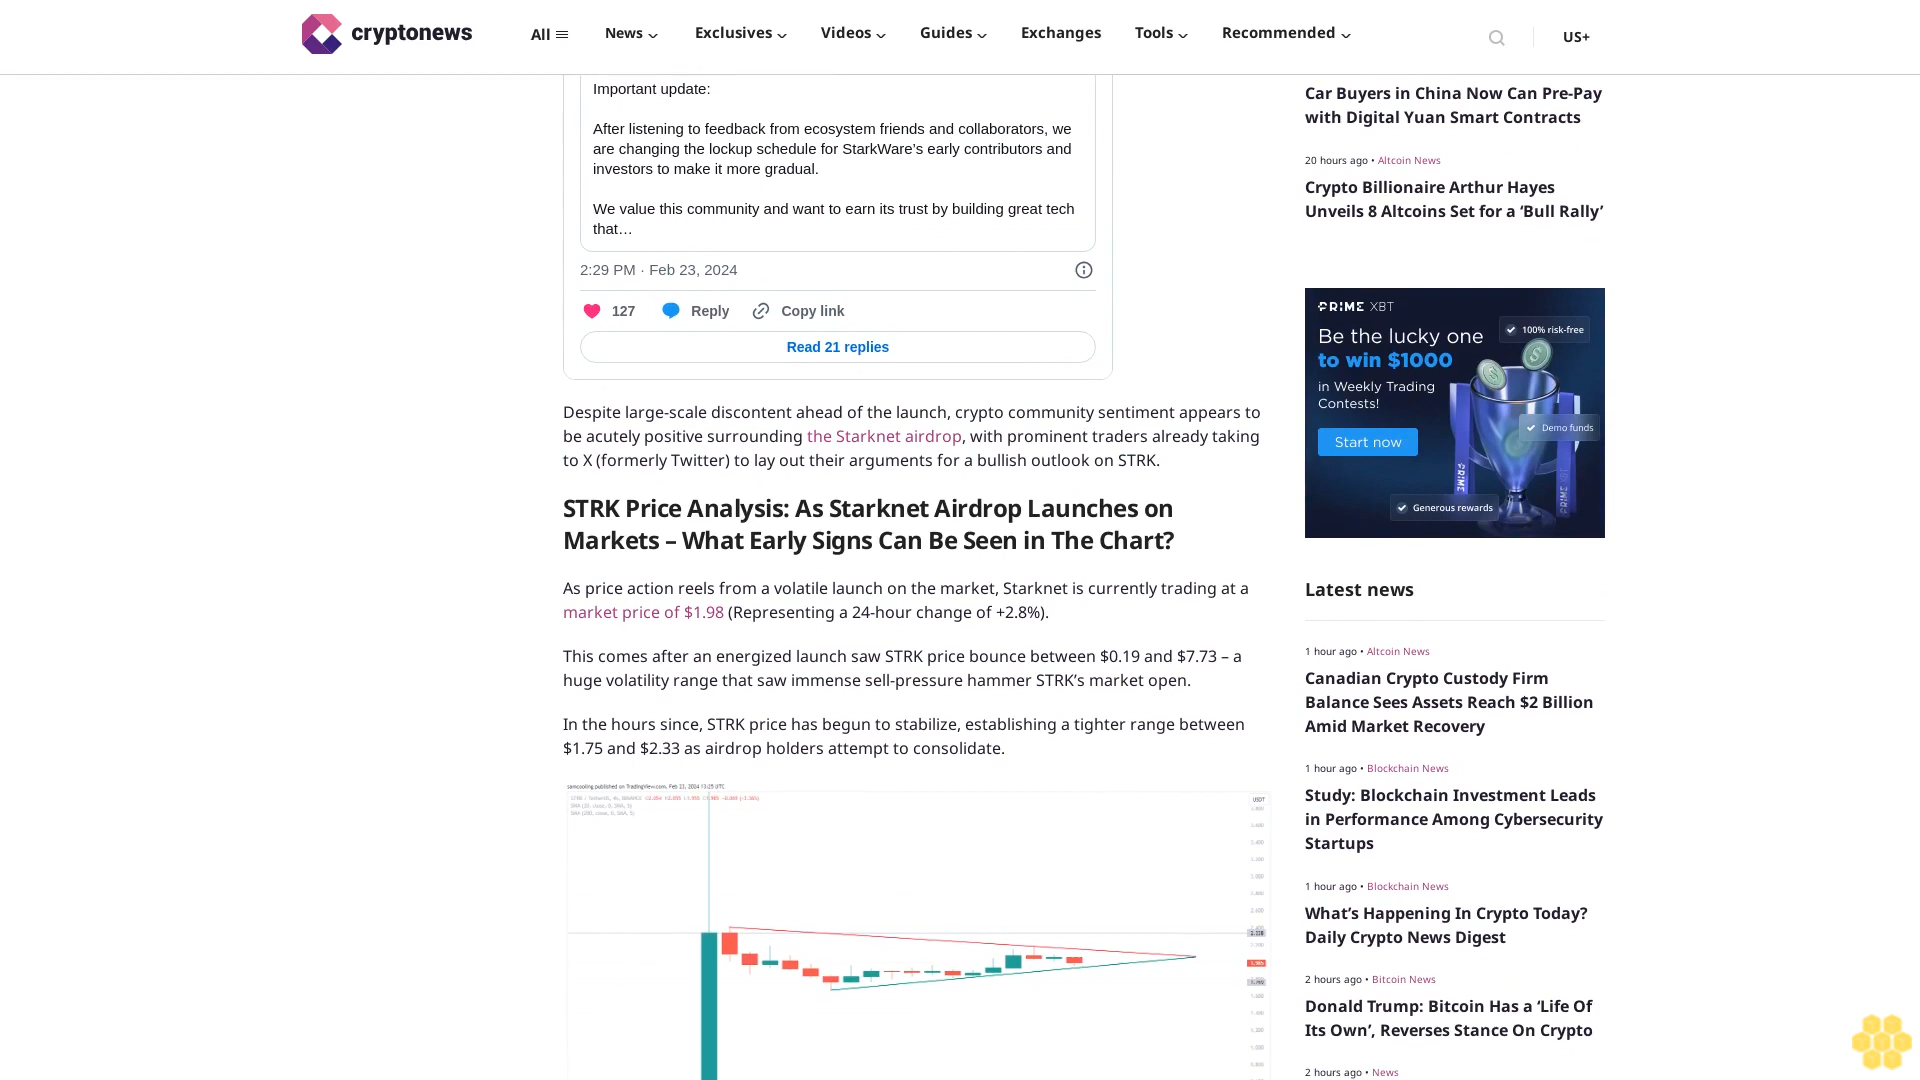 cryptonews
All
News
Exclusives
Videos
Guides
Exchanges
Tools
Recommended
US+
Important update:
After listening to feedback from ecosystem friends and collaborators, we
are changing the lockup schedule for StarkWare’s early contributors and
investors to make it more gradual.
We value this community and want to earn its trust by building great tech
that…
2:29 PM · Feb 23, 2024
127
Reply
Copy link
Read 21 replies
Despite large-scale discontent ahead of the launch, crypto community sentiment appears to
be acutely positive surrounding the Starknet airdrop, with prominent traders already taking
to X (formerly Twitter) to lay out their arguments for a bullish outlook on STRK.
STRK Price Analysis: As Starknet Airdrop Launches on
Markets – What Early Signs Can Be Seen in The Chart?
As price action reels from a volatile launch on the market, Starknet is currently trading at a
market price of $1.98 (Representing a 24-hour change of +2.8%).
This comes after an energized launch saw STRK price bounce between $0.19 and $7.73 – a
huge volatility range that saw immense sell-pressure hammer STRK’s market open.
In the hours since, STRK price has begun to stabilize, establishing a tighter range between
$1.75 and $2.33 as airdrop holders attempt to consolidate.
samcooling published on TradingView.com, Feb 23, 2024 13:25 UTC
USDT
Car Buyers in China Now Can Pre-Pay
with Digital Yuan Smart Contracts
20 hours ago • Altcoin News
Crypto Billionaire Arthur Hayes
Unveils 8 Altcoins Set for a ‘Bull Rally’
PRIME XBT
100% risk-free
Be the lucky one
to win $1000
in Weekly Trading
Contests!
Demo funds
Start now
PRIME
PRIME
Generous rewards
Latest news
1 hour ago • Altcoin News
Canadian Crypto Custody Firm
Balance Sees Assets Reach $2 Billion
Amid Market Recovery
1 hour ago • Blockchain News
Study: Blockchain Investment Leads
in Performance Among Cybersecurity
Startups
1 hour ago • Blockchain News
What’s Happening In Crypto Today?
Daily Crypto News Digest
2 hours ago • Bitcoin News
Donald Trump: Bitcoin Has a ‘Life Of
Its Own’, Reverses Stance On Crypto
2 hours ago • News